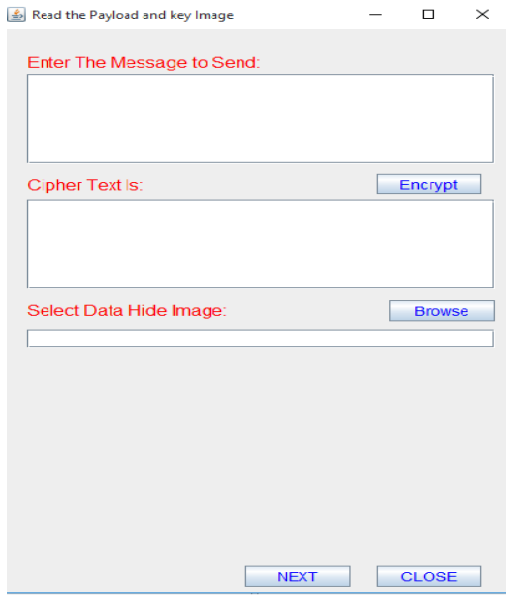 Read the Payload and key Image
Enter The Message to Send:
Cipher Text Is:
Encrypt
Select Data Hide Image:
Browse
NEXT
CLOSE